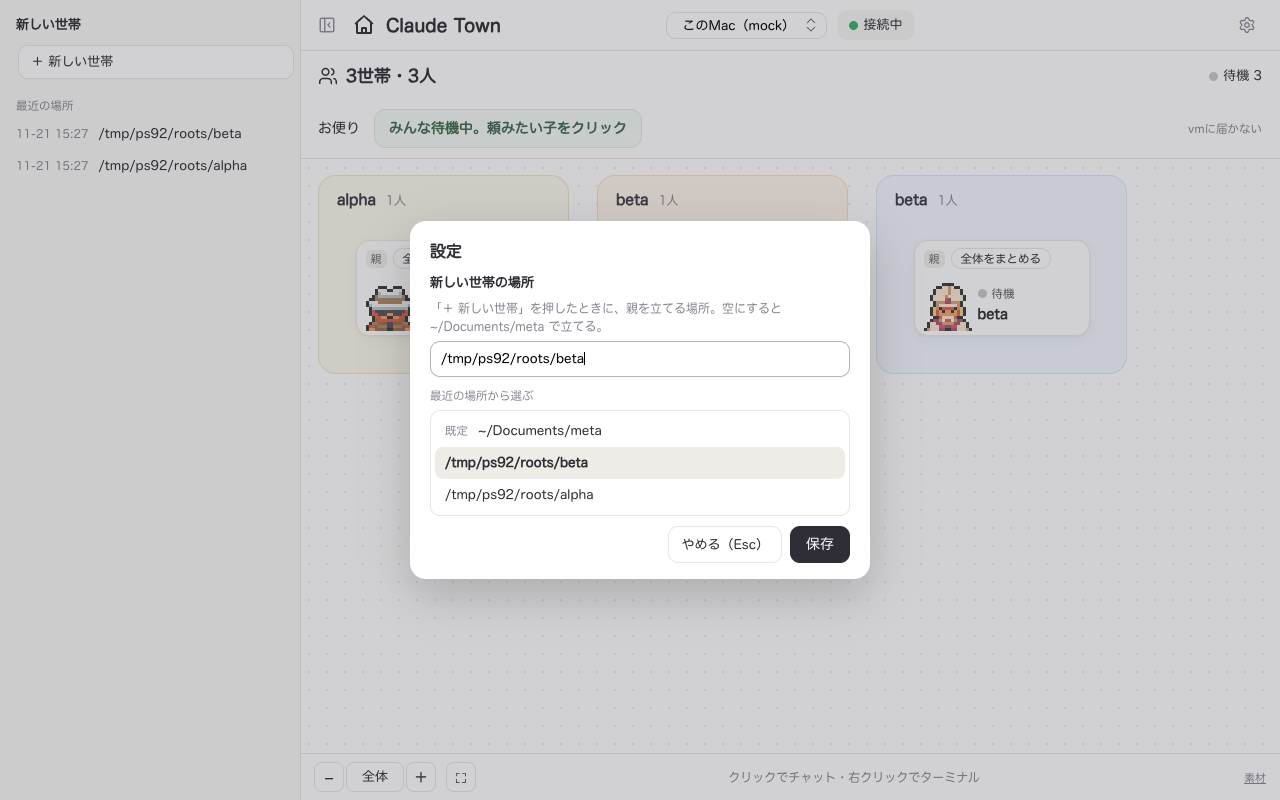 新しい世帯
+ 新しい世帯
最近の場所
11-21 15:27 /tmp/ps92/roots/beta
11-21 15:27 /tmp/ps92/roots/alpha
Claude Town
このMac（mock）
接続中
3世帯・3人
待機 3
お便り
みんな待機中。頼みたい子をクリック
vmに届かない
alpha 1人
beta 1人
beta 1人
親
全
親 全体をまとめる
待機
beta
設定
新しい世帯の場所
「＋ 新しい世帯」を押したときに、親を立てる場所。空にすると
~/Documents/meta で立てる。
/tmp/ps92/roots/beta
最近の場所から選ぶ
既定 ~/Documents/meta
/tmp/ps92/roots/beta
/tmp/ps92/roots/alpha
やめる（Esc） 保存
− 全体 +
クリックでチャット・右クリックでターミナル
素材